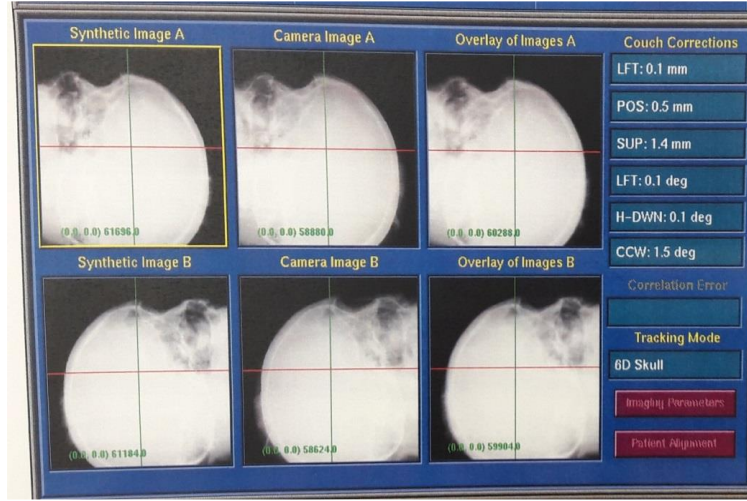 Synthetic Image A
Camera Image A
Overlay of Images A
Couch Corrections
LFT: 0.1 mm
POS: 0.5 mm
SUP: 1.4 mm
LFT: 0.1 deg
H-DWN: 0.1 deg
CCW: 1.5 deg
(0.0, 0.0) 61696.0
(0.0, 0.0) 58880.0
(0.0, 0.0) 60288.0
Synthetic Image B
Camera Image B
Overlay of Images B
Correlation Error
Tracking Mode
6D Skull
Imaging Parameters
Patient Alignment
(0.0, 0.0) 61184.0
(0.0, 0.0) 58624.0
(0.0, 0.0) 59904.0